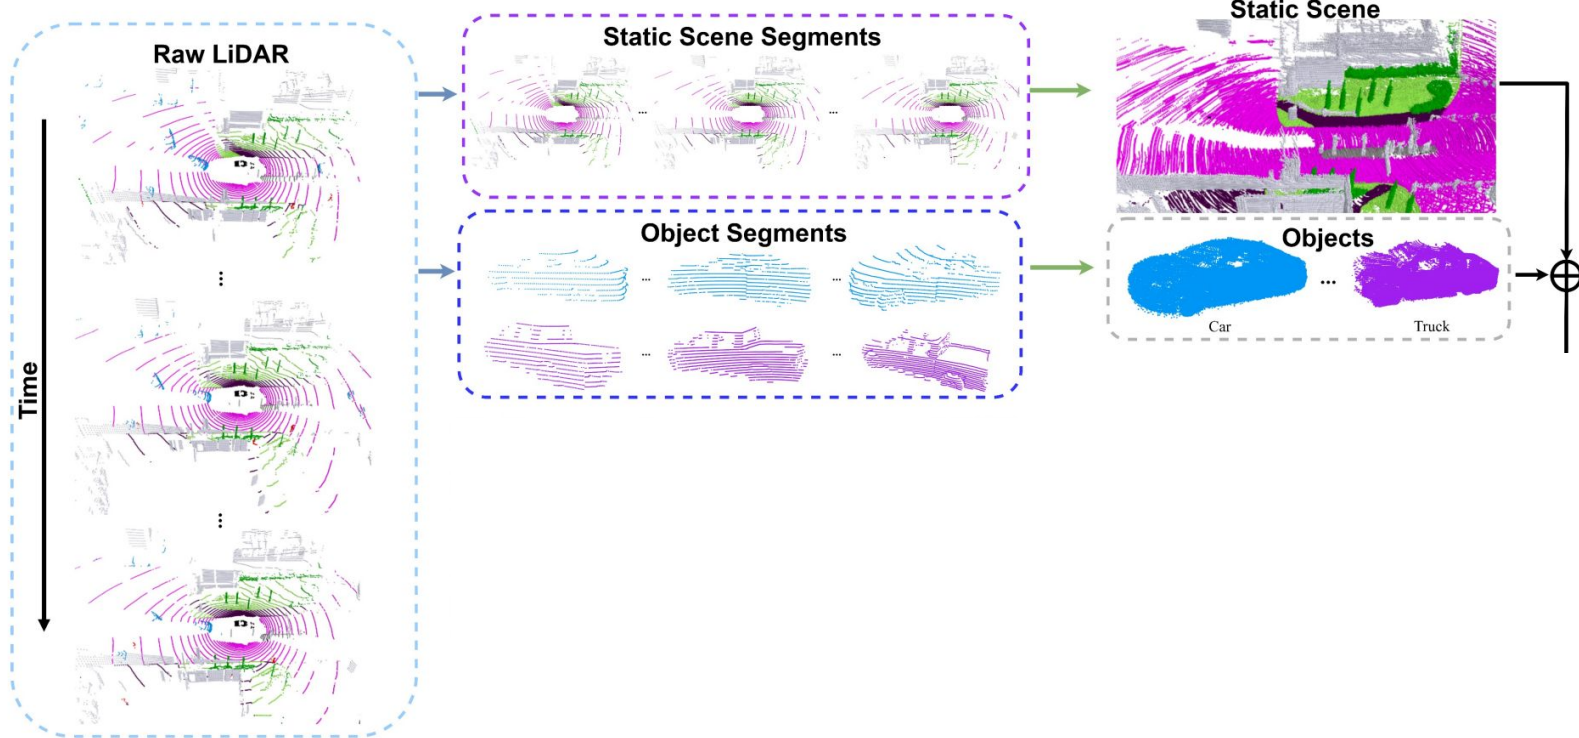 Raw LiDAR
Time
...
...
Static Scene Segments
... ...
Object Segments
... ...
... ...
Static Scene
Objects
...
Car Truck